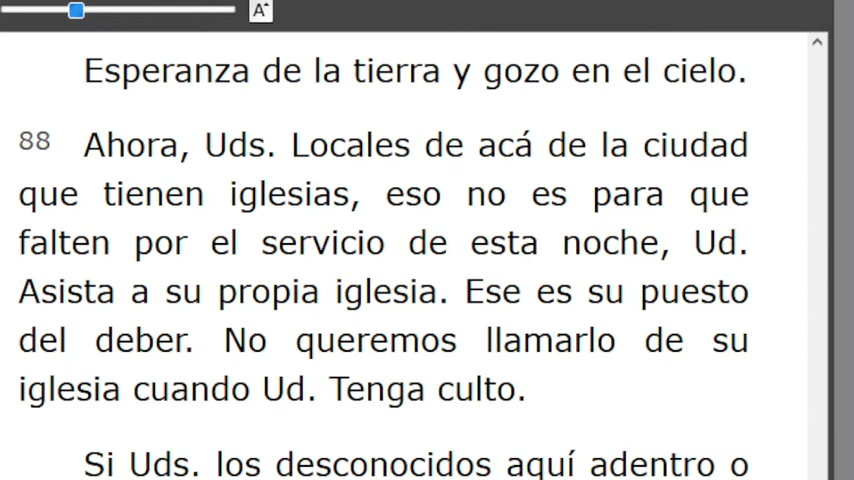 A
Esperanza de la tierra y gozo en el cielo.
88 Ahora, Uds. Locales de acá de la ciudad
que tienen iglesias, eso no es para que
falten por el servicio de esta noche, Ud.
Asista a su propia iglesia. Ese es su puesto
del deber. No queremos llamarlo de su
iglesia cuando Ud. Tenga culto.
Si Uds. los desconocidos aquí adentro o